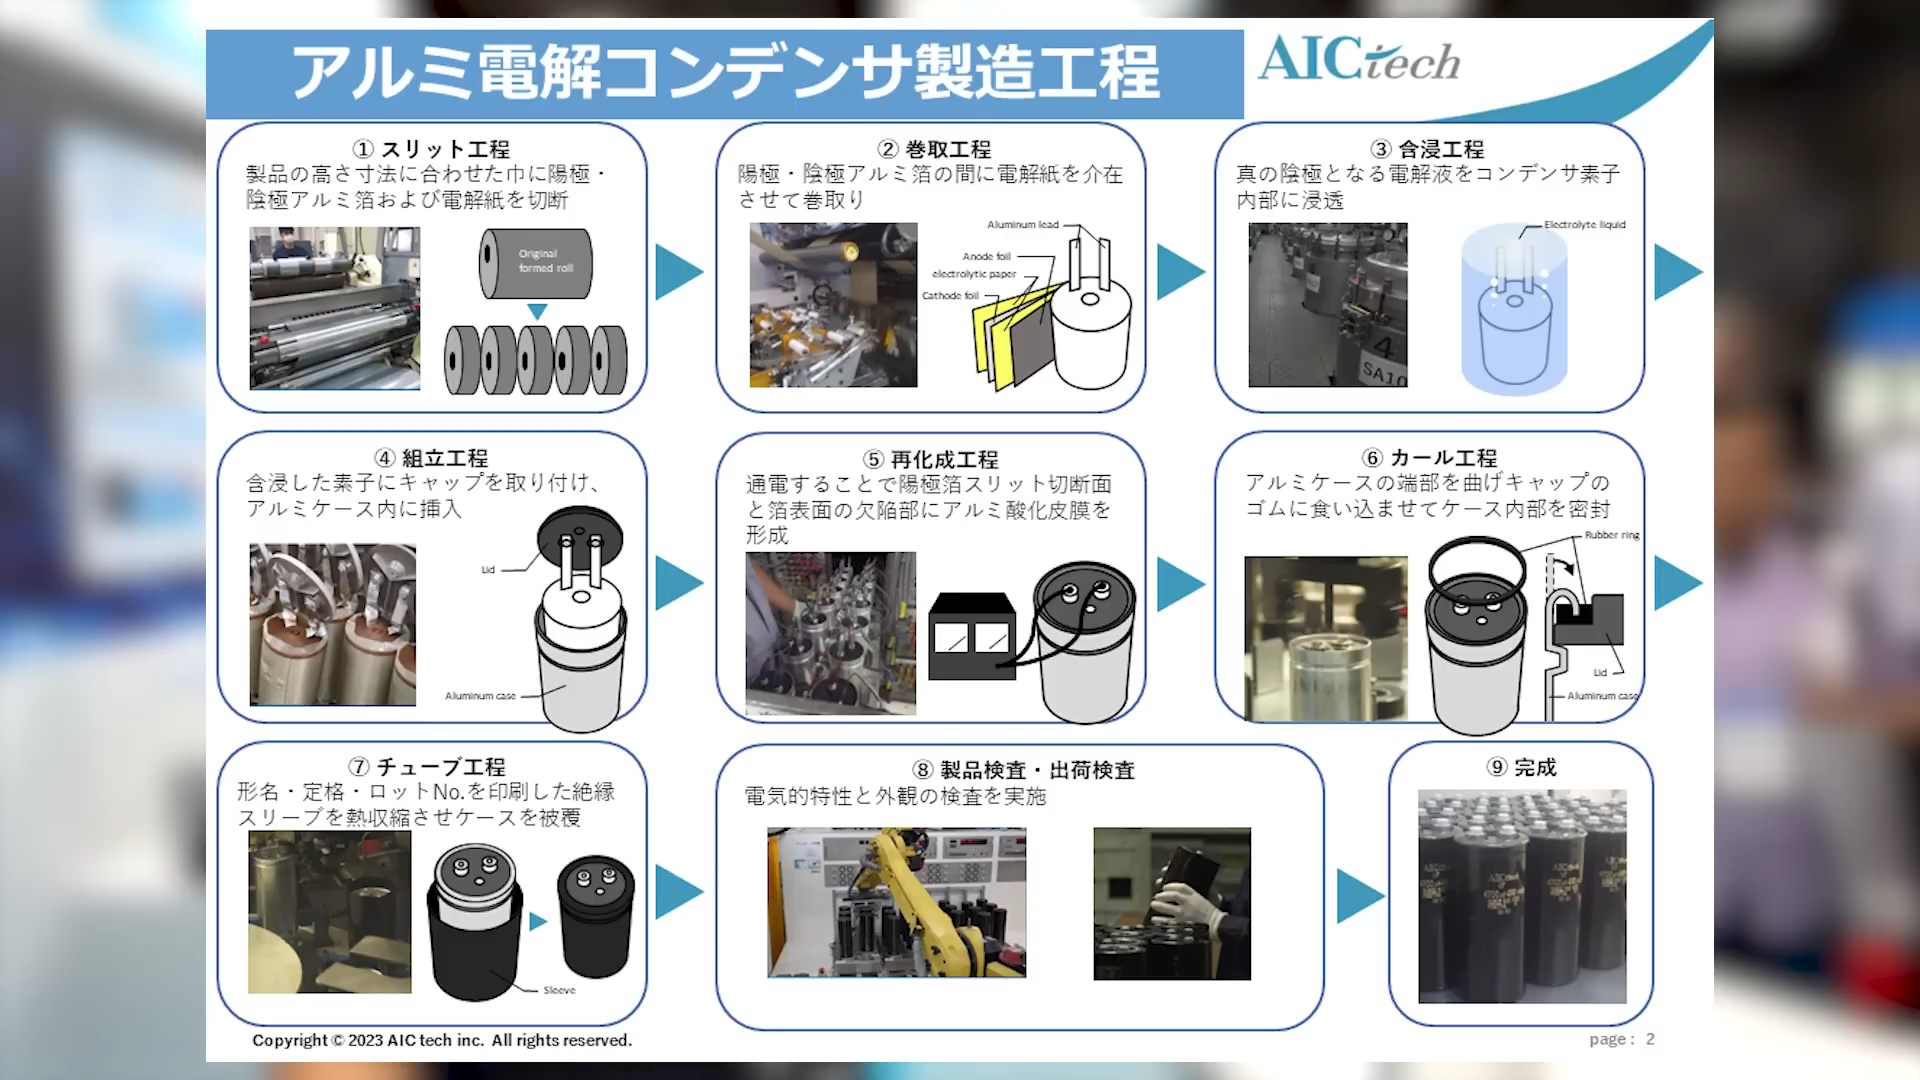 アルミ電解コンデンサ製造工程
AICtech
① スリット工程
製品の高さ寸法に合わせた巾に陽極・
陰極アルミ箔および電解紙を切断
Original
formed roll
② 巻取工程
陽極・陰極アルミ箔の間に電解紙を介在
させて巻取り
Aluminum lead
Anode foil
electrolytic paper
Cathode foil
③ 含浸工程
真の陰極となる電解液をコンデンサ素子
内部に浸透
Electrolyte liquid
4
SA10
④ 組立工程
含浸した素子にキャップを取り付け、
アルミケース内に挿入
Lid
Aluminum case
⑤ 再化成工程
通電することで陽極箔スリット切断面
と箔表面の欠陥部にアルミ酸化皮膜を
形成
⑥ カール工程
アルミケースの端部を曲げキャップの
ゴムに食い込ませてケース内部を密封
Rubber ring
Lid
Aluminum case
⑦ チューブ工程
形名・定格・ロットNo.を印刷した絶縁
スリーブを熱収縮させケースを被覆
Sleeve
⑧ 製品検査・出荷検査
電気的特性と外観の検査を実施
⑨ 完成
AICtech
Copyright © 2023 AIC tech inc. All rights reserved.
page: 2